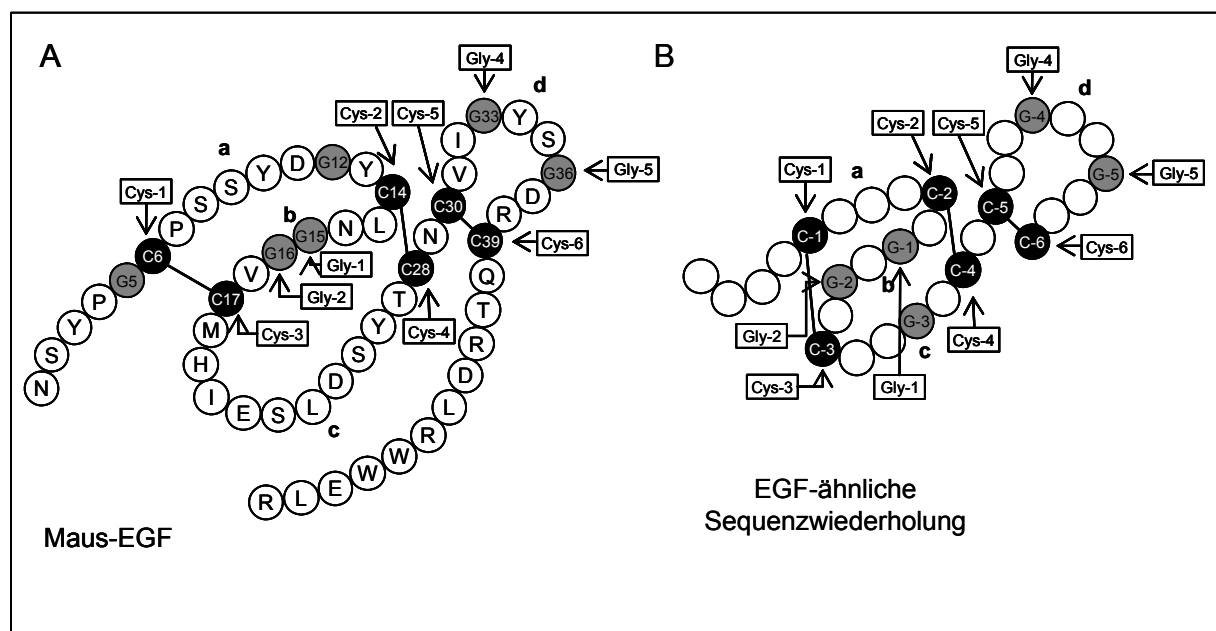 A
Gly-4
d
Cys-2
Cys-5
a
Cys-1
b
Gly-5
Cys-6
Gly-1
Gly-2
Cys-3
Cys-4
c
N
S
Y
P
G5
C6
P
S
S
Y
D
G12
Y
C14
L
N
G15
G16
V
C17
M
H
I
E
S
L
D
S
Y
T
C28
N
C30
V
I
G33
Y
S
G36
D
R
C39
Q
T
R
D
L
R
W
W
E
L
R
Maus-EGF
B
Gly-4
d
G-4
Cys-2
Cys-5
Cys-1
a
G-5
Gly-5
C-2
C-5
C-1
G-1
C-6
Cys-6
b
G-2
C-4
Gly-2
G-3
Cys-4
C-3
c
Cys-3
Gly-1
EGF-ähnliche
Sequenzwiederholung